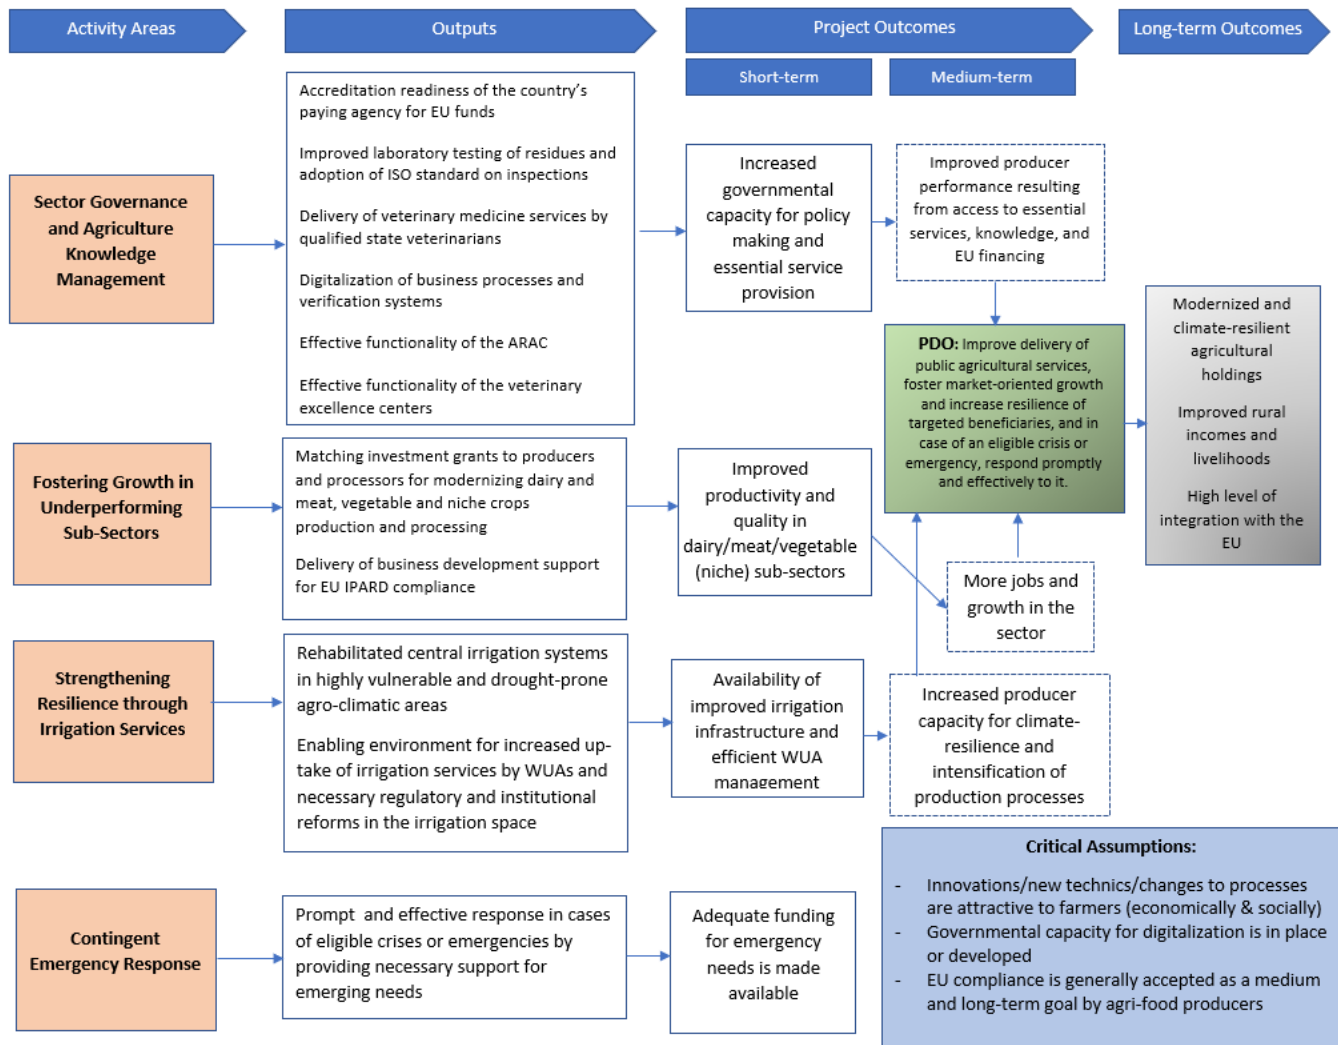 Activity Areas
Outputs
Project Outcomes
Long-term Outcomes
Short-term
Medium-term
Sector Governance
and Agriculture
Knowledge
Management
Accreditation readiness of the country's
paying agency for EU funds
Improved laboratory testing of residues and
adoption of ISO standard on inspections
Delivery of veterinary medicine services by
qualified state veterinarians
Digitalization of business processes and
verification systems
Effective functionality of the ARAC
Effective functionality of the veterinary
excellence centers
Increased
governmental
capacity for policy
making and
essential service
provision
Improved producer
performance resulting
from access to essential
services, knowledge, and
EU financing
PDO: Improve delivery of
public agricultural services,
foster market-oriented growth
and increase resilience of
targeted beneficiaries, and in
case of an eligible crisis or
emergency, respond promptly
and effectively to it.
Modernized and
climate-resilient
agricultural
holdings
Improved rural
incomes and
livelihoods
High level of
integration with the
EU
Fostering Growth in
Underperforming
Sub-Sectors
Matching investment grants to producers
and processors for modernizing dairy and
meat, vegetable and niche crops
production and processing
Delivery of business development support
for EU IPARD compliance
Improved
productivity and
quality in
dairy/meat/vegetable
(niche) sub-sectors
More jobs and
growth in the
sector
Strengthening
Resilience through
Irrigation Services
Rehabilitated central irrigation systems
in highly vulnerable and drought-prone
agro-climatic areas
Enabling environment for increased up-
take of irrigation services by WUAs and
necessary regulatory and institutional
reforms in the irrigation space
Availability of
improved irrigation
infrastructure and
efficient WUA
management
Increased producer
capacity for climate-
resilience and
intensification of
production processes
Contingent
Emergency Response
Prompt and effective response in cases
of eligible crises or emergencies by
providing necessary support for
emerging needs
Adequate funding
for emergency
needs is made
available
Critical Assumptions:
- Innovations/new technics/changes to processes
are attractive to farmers (economically & socially)
- Governmental capacity for digitalization is in place
or developed
- EU compliance is generally accepted as a medium
and long-term goal by agri-food producers